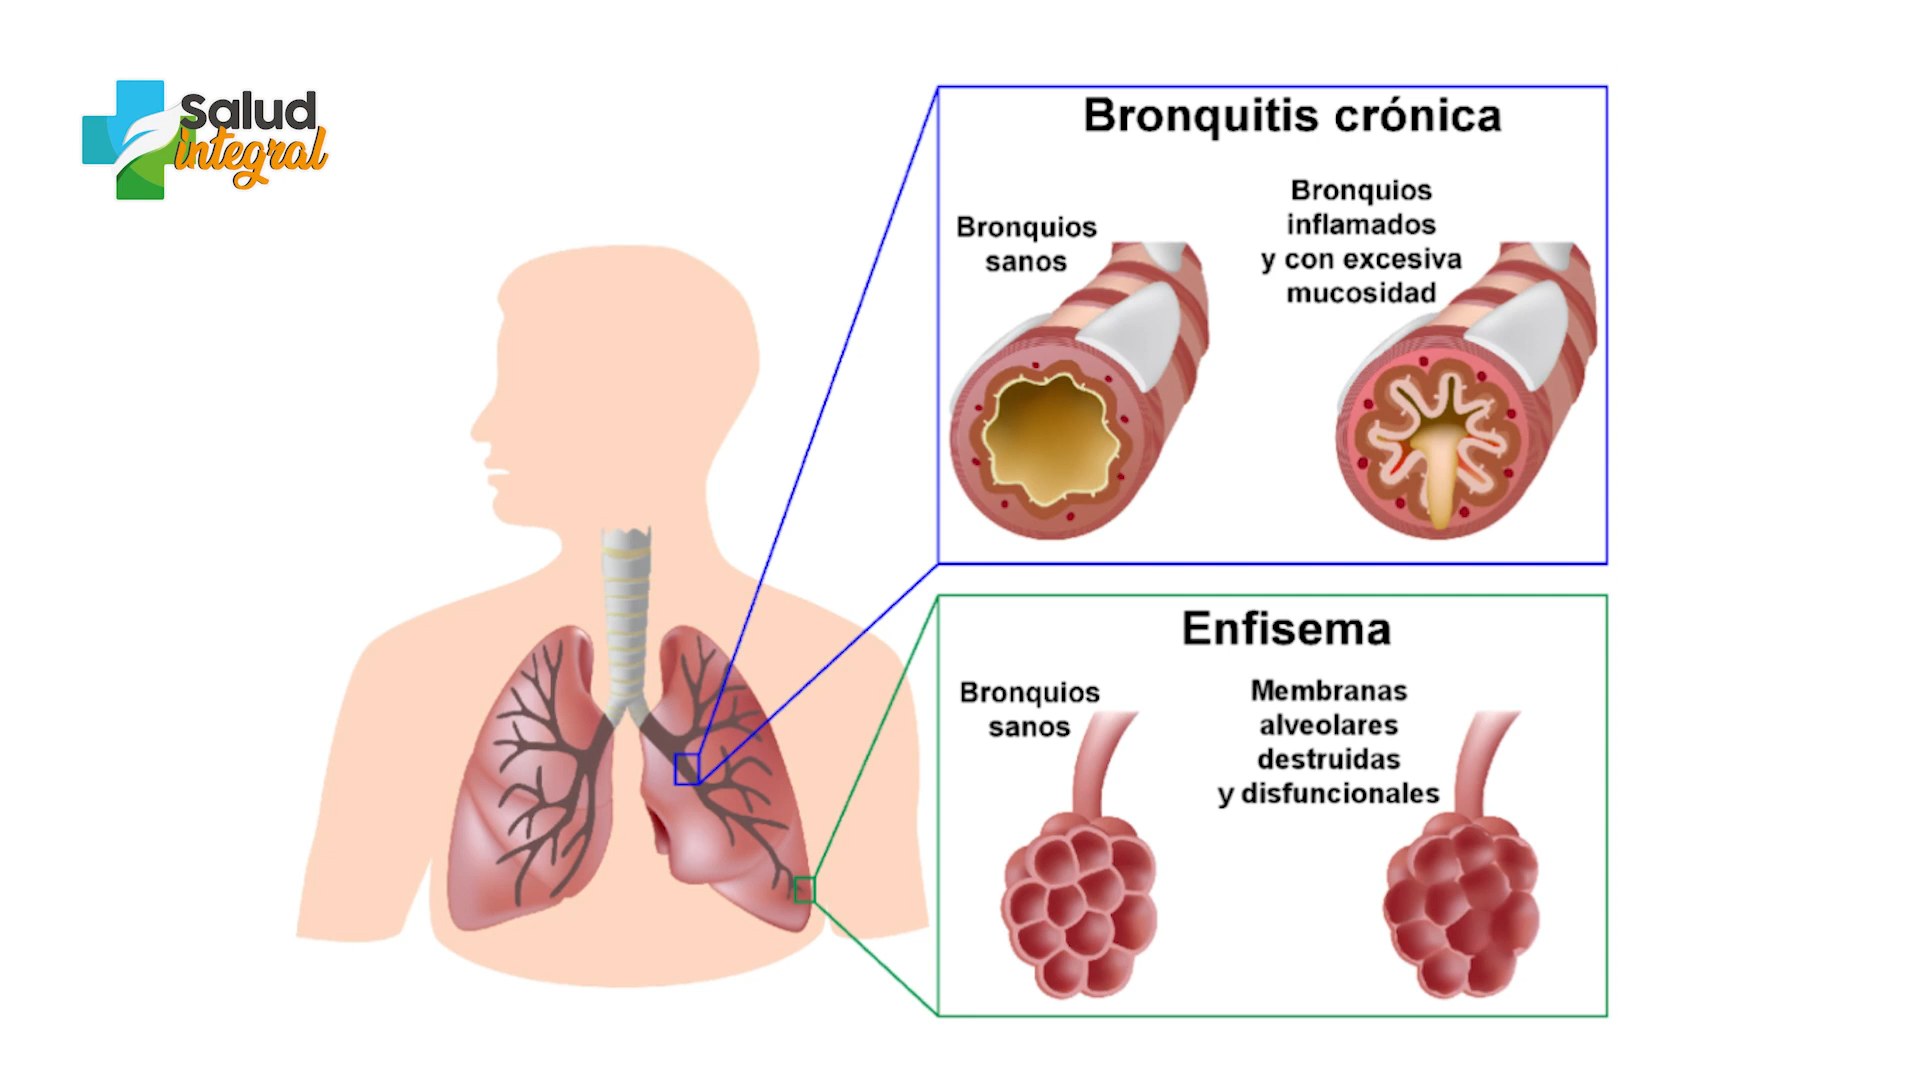 Salud
integral
Bronquitis crónica
Bronquios
sanos
Bronquios
inflamados
y con excesiva
mucosidad
Enfisema
Bronquios
sanos
Membranas
alveolares
destruidas
y disfuncionales